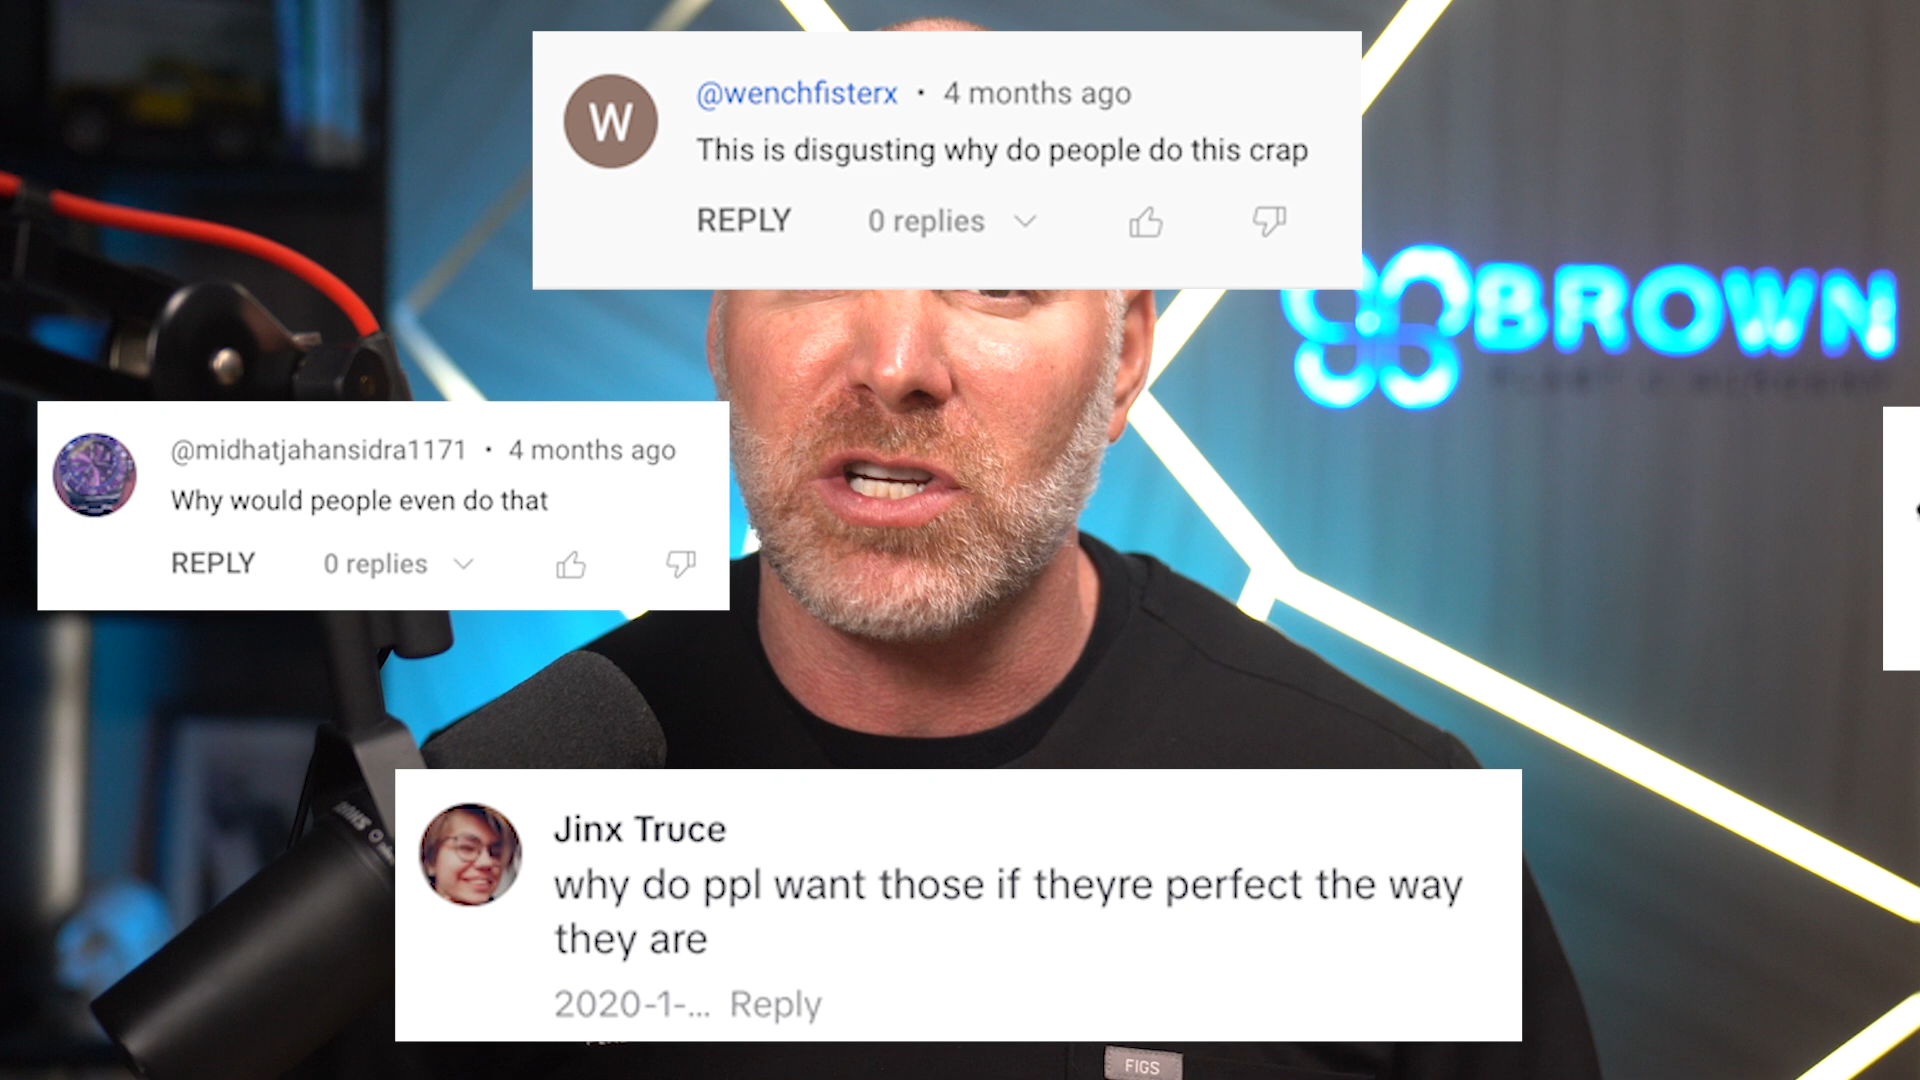 W
@wenchfisterx • 4 months ago
This is disgusting why do people do this crap
REPLY 0 replies
BROWN
@midhatjahansidra1171 • 4 months ago
Why would people even do that
REPLY 0 replies
Jinx Truce
why do ppl want those if theyre perfect the way
they are
2020-1-... Reply
FIGS